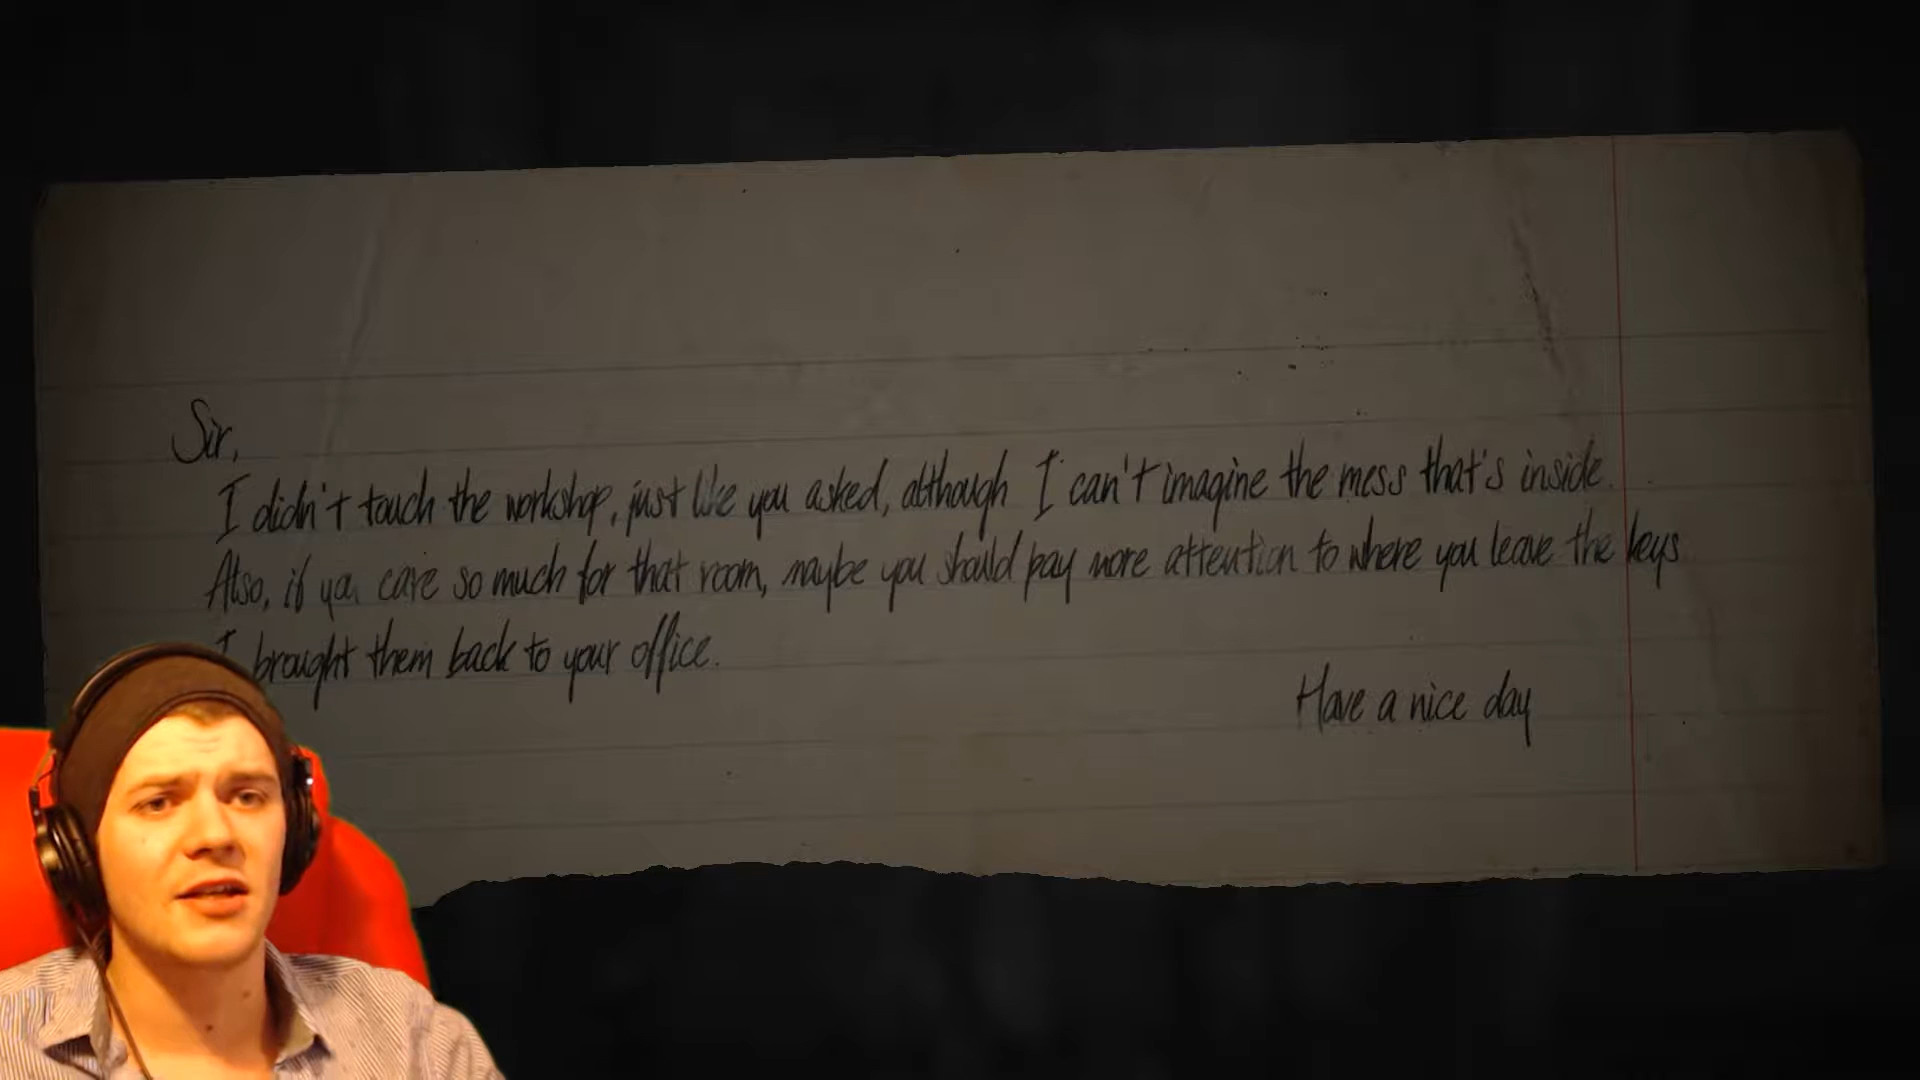 Sir,
I didn't touch the workshop, just like you asked, although I can't imagine the mess that's inside.
Also, if you care so much for that room, maybe you should pay more attention to where you leave the keys
I brought them back to your office.
Have a nice day